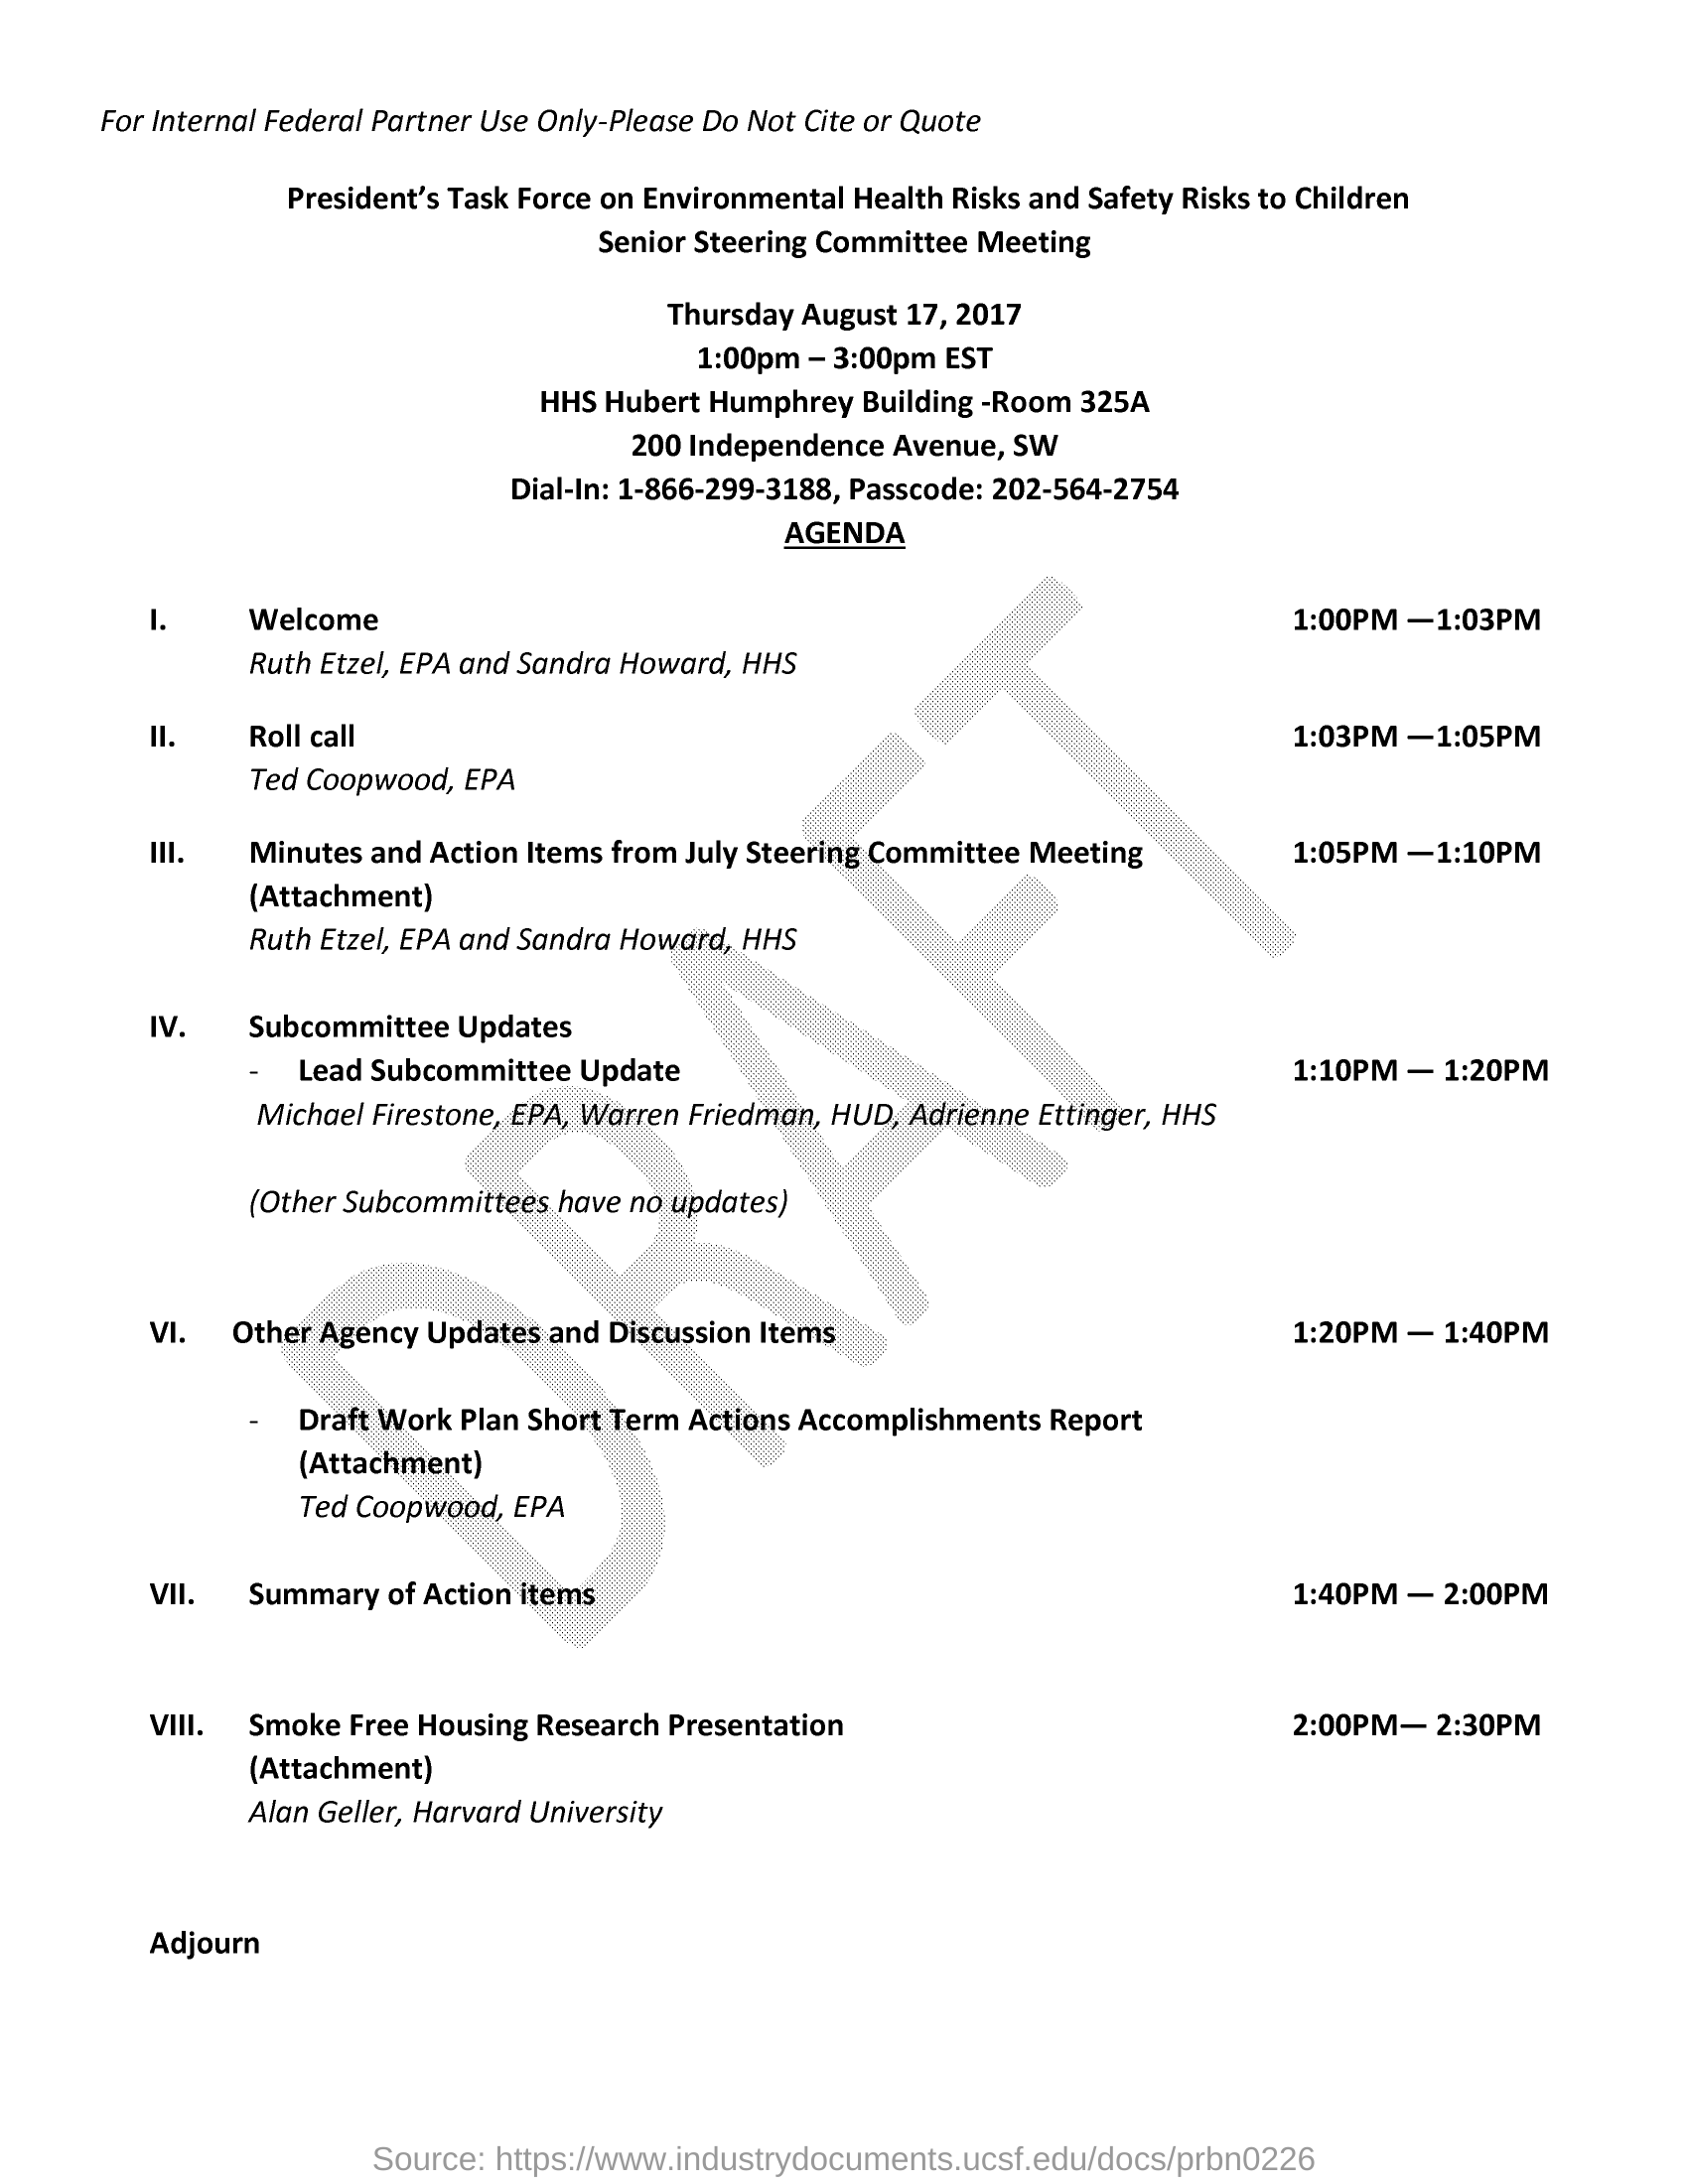 For Internal Federal Partner Use Only-Please Do Not Cite or Quote
President’s Task Force on Environmental Health Risks and Safety Risks to Children
Senior Steering Committee Meeting
Thursday August 17, 2017
1:00pm – 3:00pm EST
HHS Hubert Humphrey Building -Room 325A
200 Independence Avenue, SW
Dial-In: 1-866-299-3188, Passcode: 202-564-2754
AGENDA
I. Welcome 1:00PM —1:03PM
Ruth Etzel, EPA and Sandra Howard, HHS
II. Roll call 1:03PM —1:05PM
Ted Coopwood, EPA
III. Minutes and Action Items from July Steering Committee Meeting 1:05PM —1:10PM
(Attachment)
Ruth Etzel, EPA and Sandra Howard, HHS
IV. Subcommittee Updates
- Lead Subcommittee Update 1:10PM — 1:20PM
Michael Firestone, EPA, Warren Friedman, HUD, Adrienne Ettinger, HHS
(Other Subcommittees have no updates)
VI. Other Agency Updates and Discussion Items 1:20PM — 1:40PM
- Draft Work Plan Short Term Actions Accomplishments Report
(Attachment)
Ted Coopwood, EPA
VII. Summary of Action items 1:40PM — 2:00PM
VIII. Smoke Free Housing Research Presentation 2:00PM— 2:30PM
(Attachment)
Alan Geller, Harvard University
Adjourn
DRAFT
Source: https://www.industrydocuments.ucsf.edu/docs/prbn0226